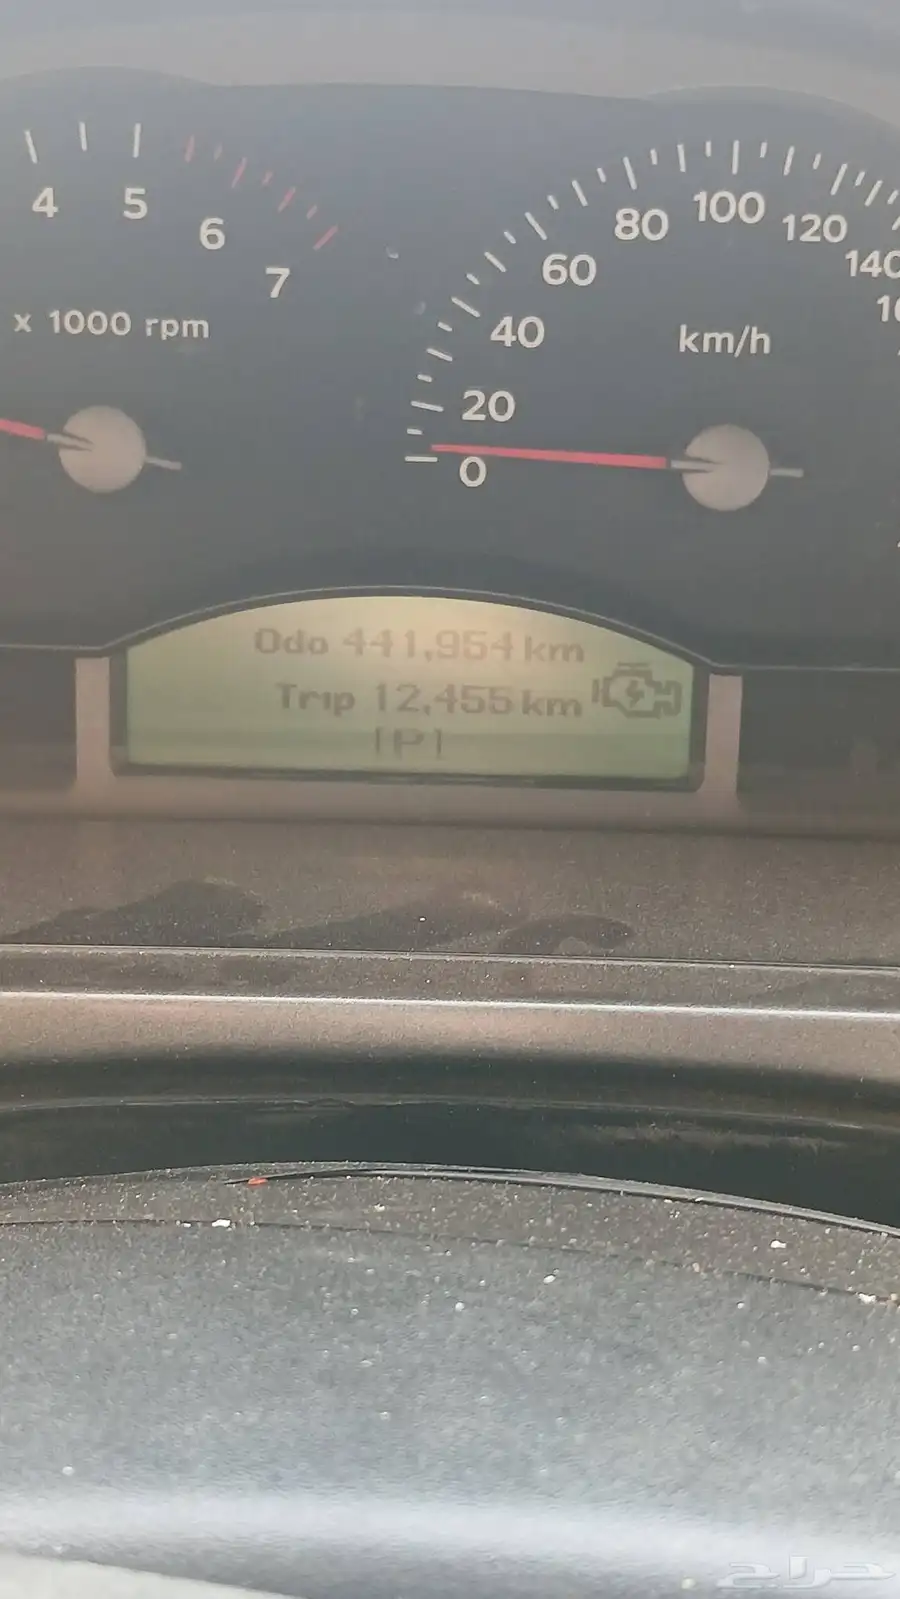 4 5 6 7
x 1000 rpm
0 20 40 60 80 100 120 140
km/h
Odo 441,954 km
Trip 12,455 km
[P]
حراج